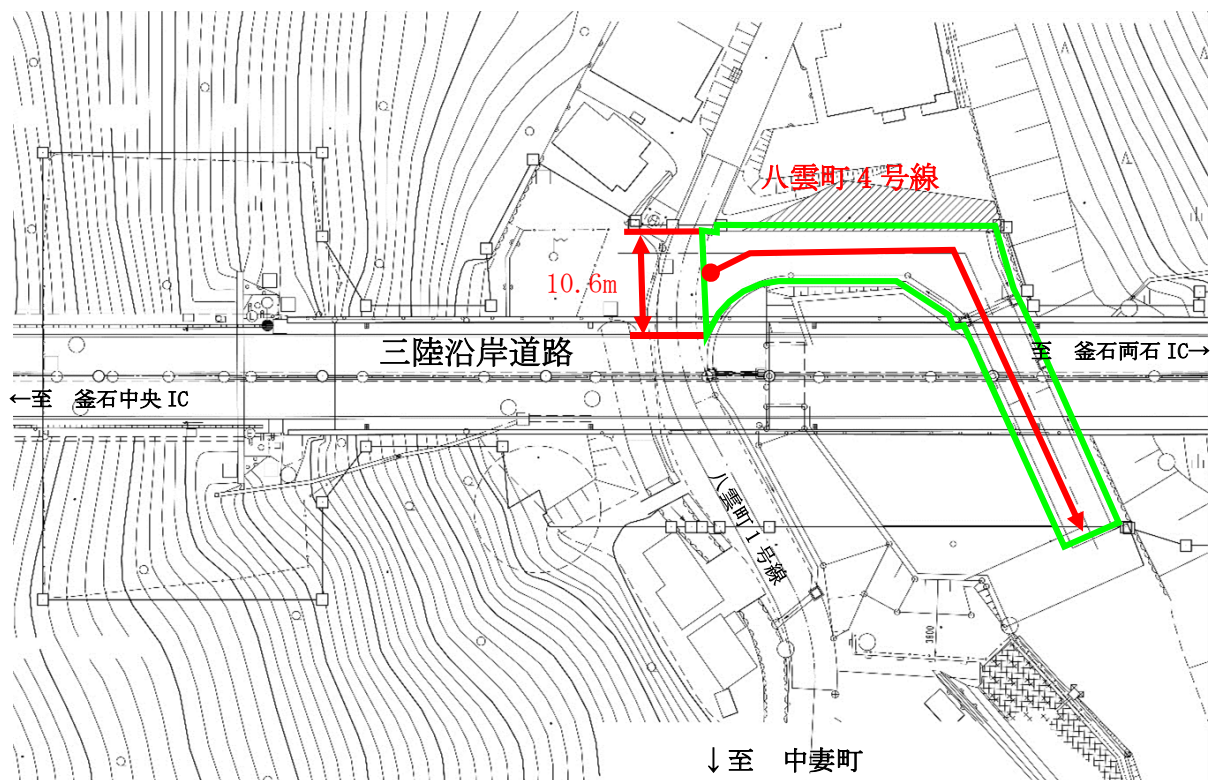 八雲町４号線
10.6m
三陸沿岸道路
至　釜石両石 IC→
←至　釜石中央 IC
八雲町１号線
3800
↓至　中妻町